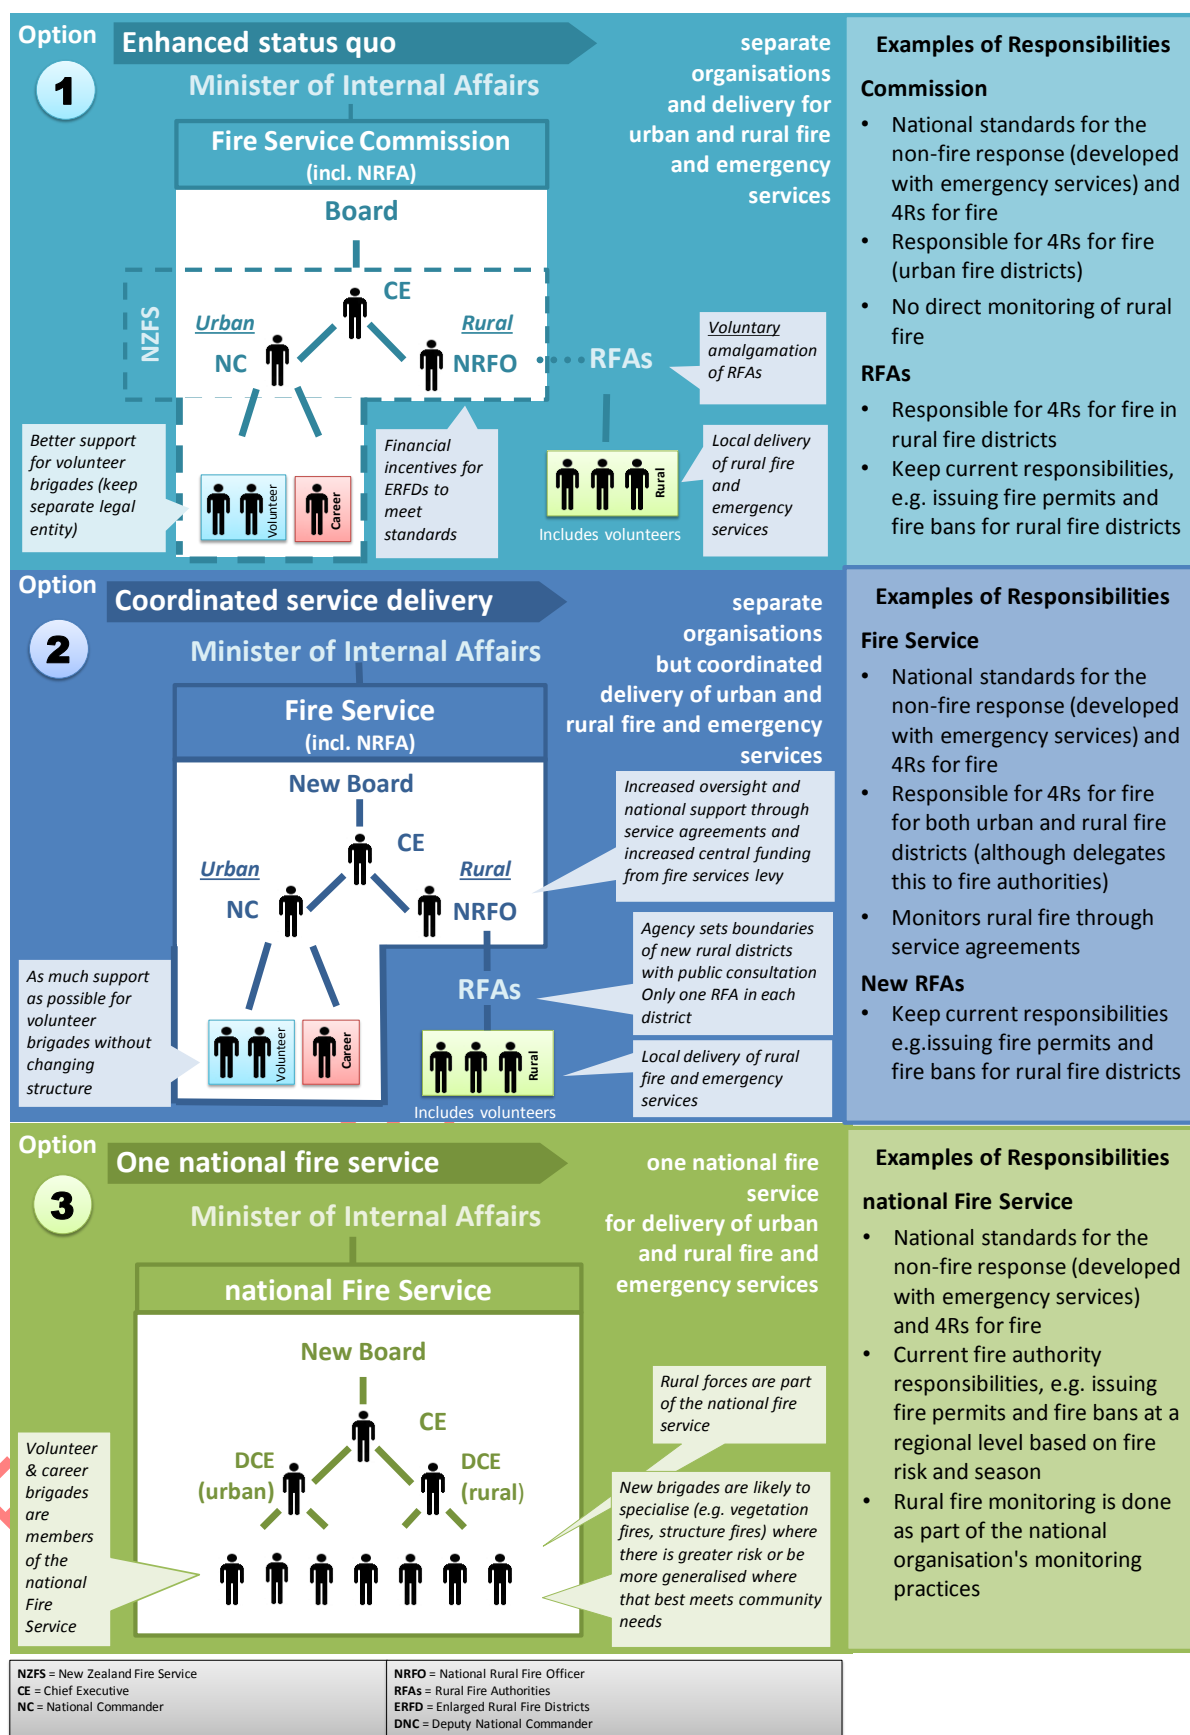 Option
1
Enhanced status quo
Minister of Internal Affairs
Fire Service Commission
(incl. NRFA)
Board
CE
NZFS
Urban
NC
Rural
NRFO
RFAs
Volunteer
Career
Rural
Includes volunteers
separate
organisations
and delivery for
urban and rural fire
and emergency
services
Voluntary
amalgamation
of RFAs
Better support
for volunteer
brigades (keep
separate legal
entity)
Financial
incentives for
ERFDs to
meet
standards
Local delivery
of rural fire
and
emergency
services
Examples of Responsibilities
Commission
• National standards for the
non-fire response (developed
with emergency services) and
4Rs for fire
• Responsible for 4Rs for fire
(urban fire districts)
• No direct monitoring of rural
fire
RFAs
• Responsible for 4Rs for fire in
rural fire districts
• Keep current responsibilities,
e.g. issuing fire permits and
fire bans for rural fire districts
Option
2
Coordinated service delivery
Minister of Internal Affairs
Fire Service
(incl. NRFA)
New Board
CE
Urban
NC
Rural
NRFO
RFAs
Volunteer
Career
Rural
Includes volunteers
separate
organisations
but coordinated
delivery of urban and
rural fire and emergency
services
Increased oversight and
national support through
service agreements and
increased central funding
from fire services levy
Agency sets boundaries
of new rural districts
with public consultation
Only one RFA in each
district
Local delivery of rural
fire and emergency
services
As much support
as possible for
volunteer
brigades without
changing
structure
Examples of Responsibilities
Fire Service
• National standards for the
non-fire response (developed
with emergency services) and
4Rs for fire
• Responsible for 4Rs for fire
for both urban and rural fire
districts (although delegates
this to fire authorities)
• Monitors rural fire through
service agreements
New RFAs
• Keep current responsibilities
e.g.issuing fire permits and
fire bans for rural fire districts
Option
3
One national fire service
Minister of Internal Affairs
national Fire Service
New Board
CE
DCE
(urban)
DCE
(rural)
one national fire
service
for delivery of urban
and rural fire and
emergency services
Rural forces are part
of the national fire
service
New brigades are likely to
specialise (e.g. vegetation
fires, structure fires) where
there is greater risk or be
more generalised where
that best meets community
needs
Volunteer
& career
brigades
are
members
of the
national
Fire
Service
Examples of Responsibilities
national Fire Service
• National standards for the
non-fire response (developed
with emergency services)
and 4Rs for fire
• Current fire authority
responsibilities, e.g. issuing
fire permits and fire bans at a
regional level based on fire
risk and season
• Rural fire monitoring is done
as part of the national
organisation's monitoring
practices
NZFS = New Zealand Fire Service
CE = Chief Executive
NC = National Commander
NRFO = National Rural Fire Officer
RFAs = Rural Fire Authorities
ERFD = Enlarged Rural Fire Districts
DNC = Deputy National Commander